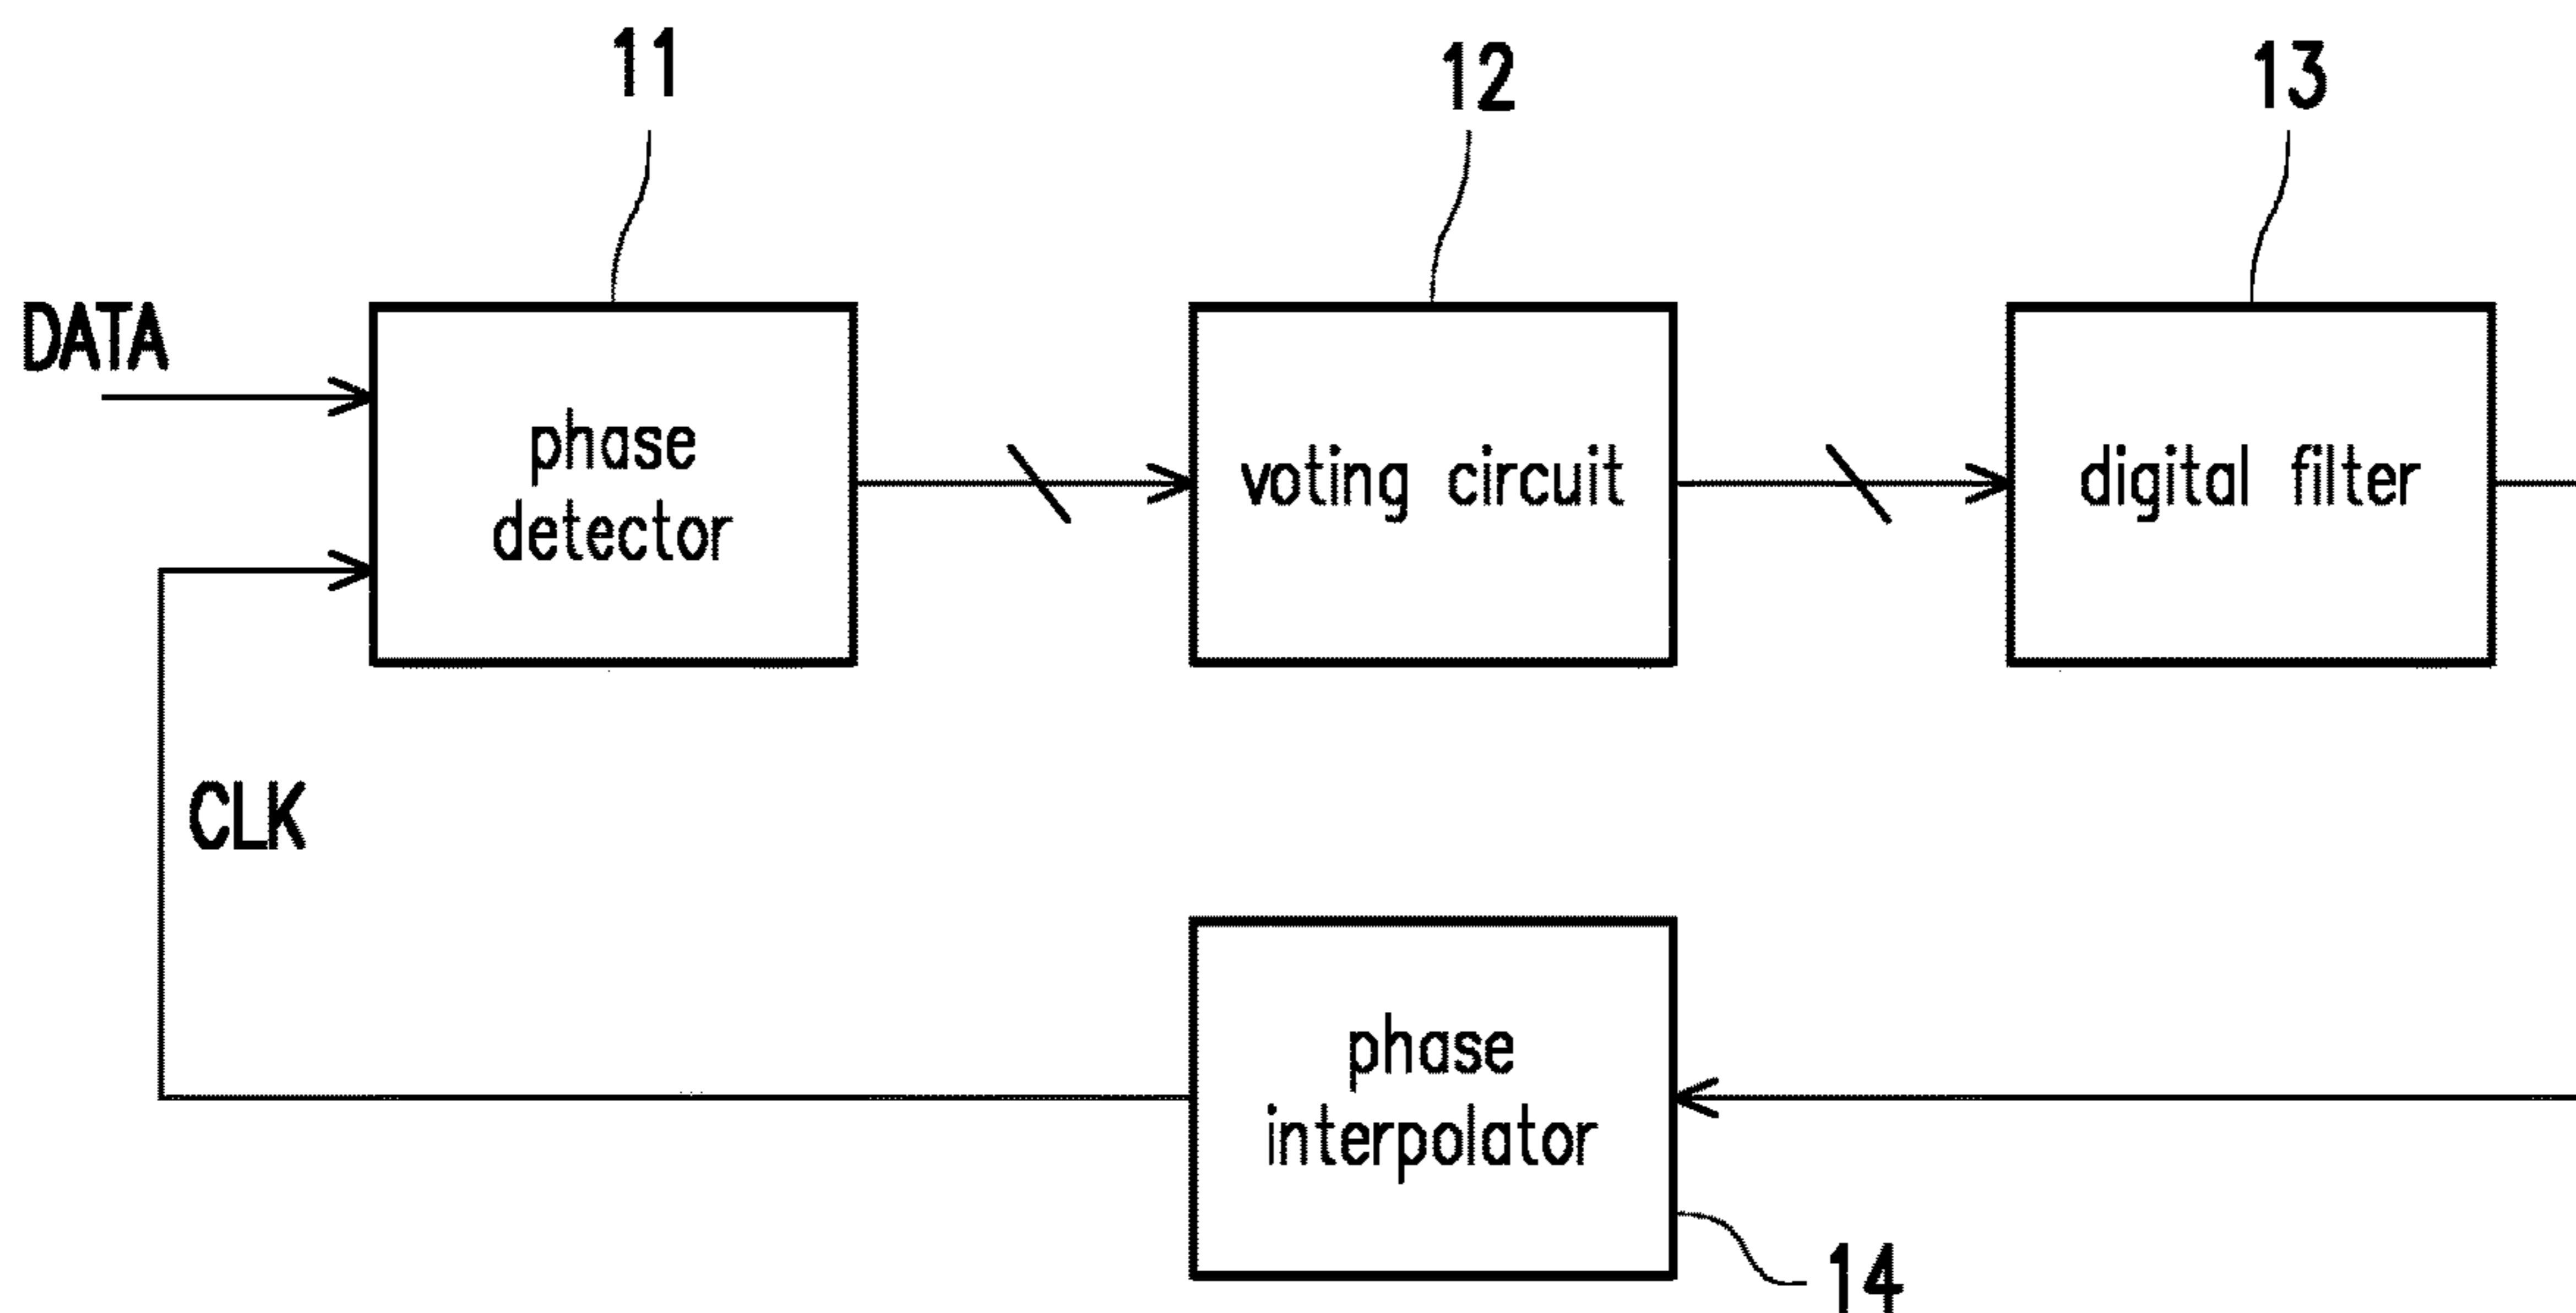 11
12
13
DATA
phase
detector
voting circuit
digital filter
CLK
phase
interpolator
14